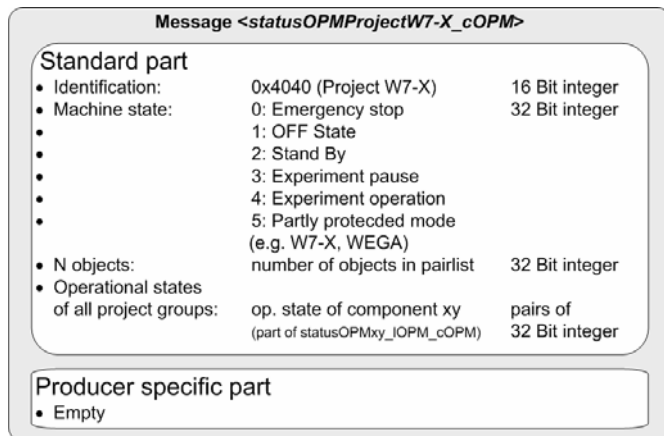 Message <statusOPMProjectW7-X_cOPM>
Standard part
• Identification: 0x4040 (Project W7-X) 16 Bit integer
• Machine state: 0: Emergency stop 32 Bit integer
• 1: OFF State
• 2: Stand By
• 3: Experiment pause
• 4: Experiment operation
• 5: Partly protecded mode
(e.g. W7-X, WEGA)
• N objects: number of objects in pairlist 32 Bit integer
• Operational states
of all project groups: op. state of component xy pairs of
(part of statusOPMxy_lOPM_cOPM) 32 Bit integer
Producer specific part
• Empty